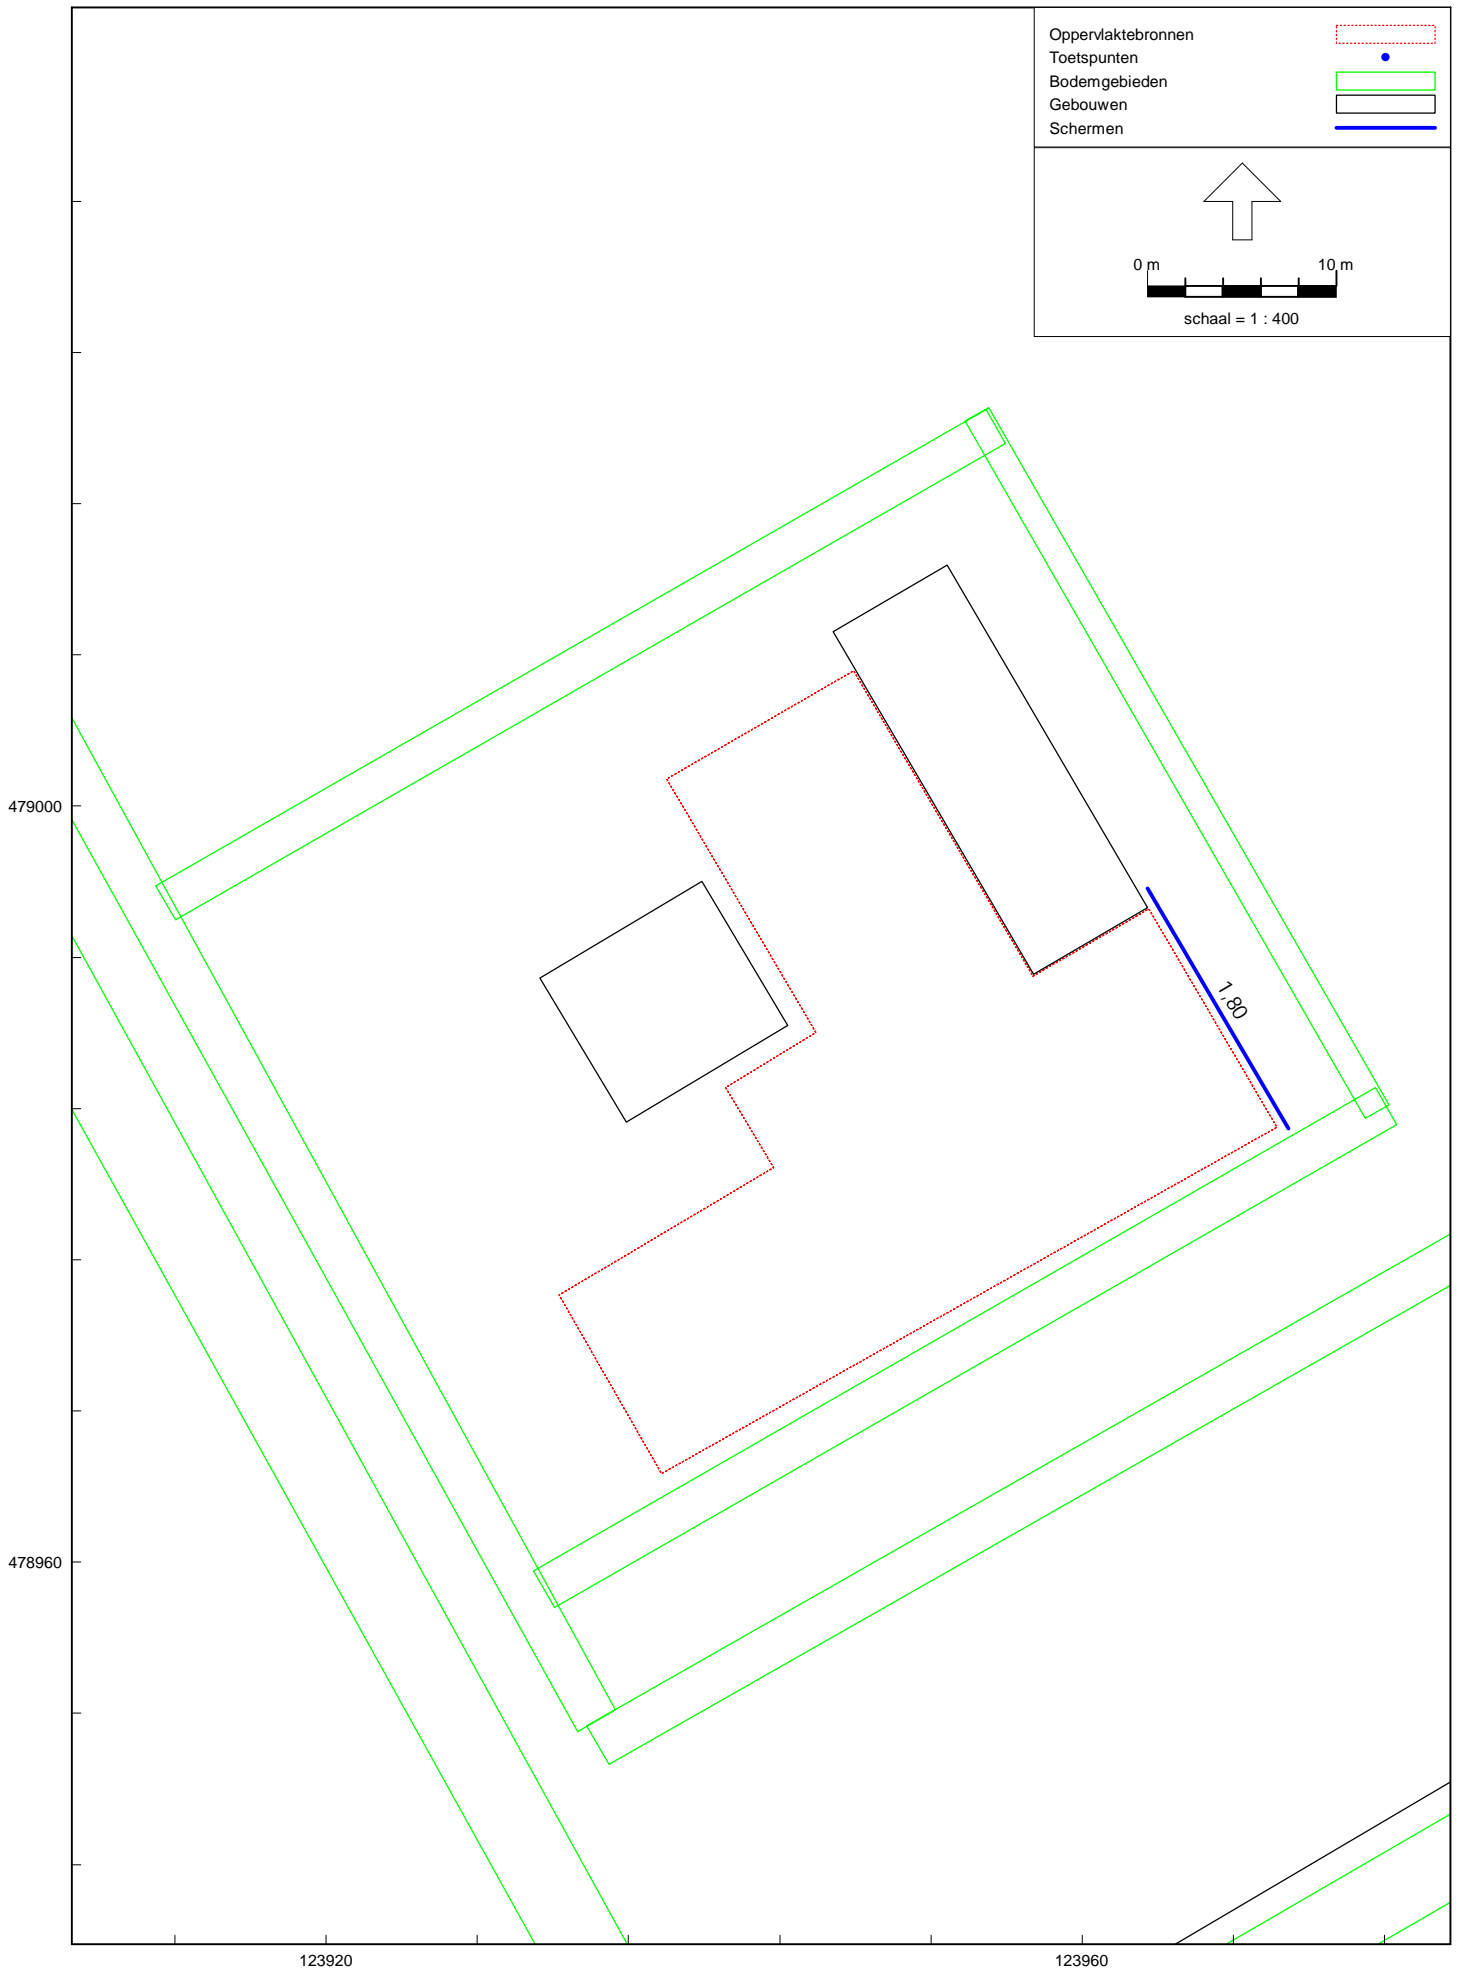 Oppervlaktebronnen
Toetspunten
Bodemgebieden
Gebouwen
Schermen
0 m 10 m
schaal = 1 : 400
479000
1,80
478960
123920 123960